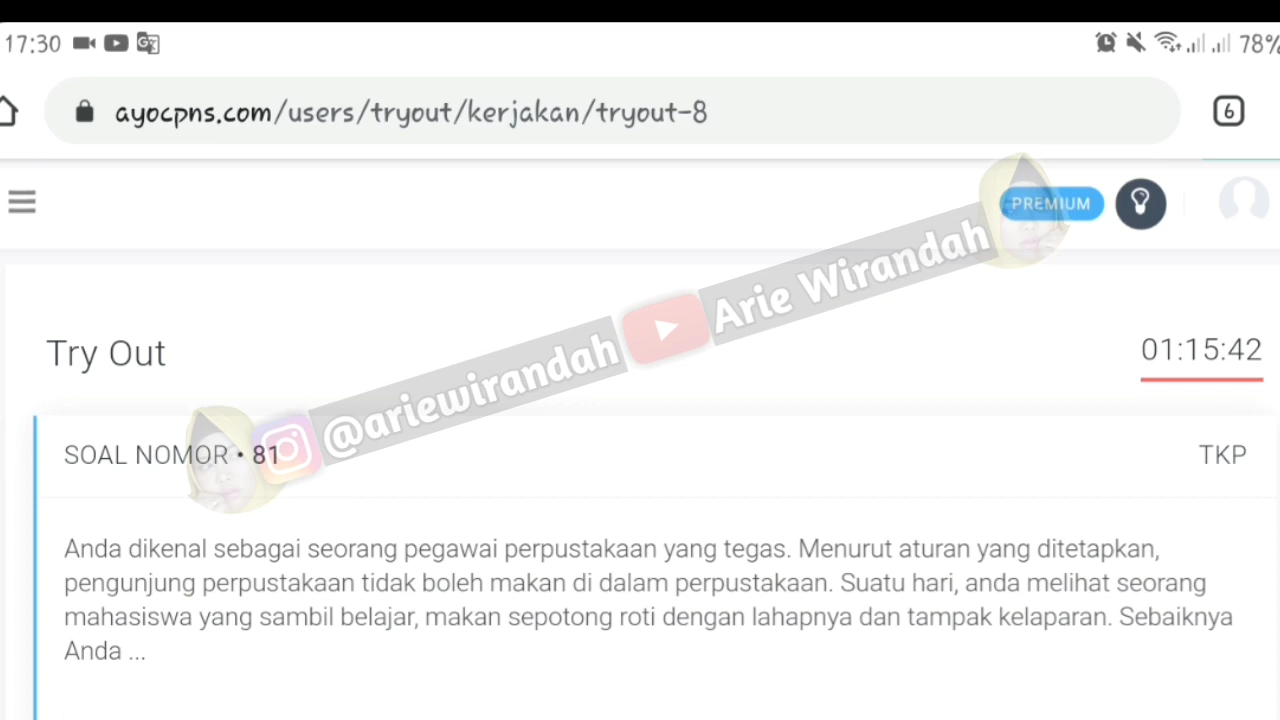 17:30
78%
ayocpns.com/users/tryout/kerjakan/tryout-8
6
PREMIUM
Arie Wirandah
@ariewirandah
Try Out
01:15:42
SOAL NOMOR • 81
TKP
Anda dikenal sebagai seorang pegawai perpustakaan yang tegas. Menurut aturan yang ditetapkan,
pengunjung perpustakaan tidak boleh makan di dalam perpustakaan. Suatu hari, anda melihat seorang
mahasiswa yang sambil belajar, makan sepotong roti dengan lahapnya dan tampak kelaparan. Sebaiknya
Anda ...